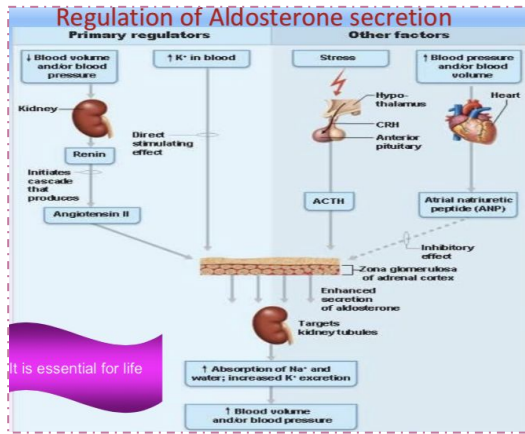 Regulation of Aldosterone secretion
Primary regulators
Other factors
↓ Blood volume
and/or blood
pressure
↑ K⁺ in blood
Stress
↑ Blood pressure
and/or blood
volume
Kidney
Direct
stimulating
effect
Hypo-
thalamus
CRH
Anterior
pituitary
Heart
Renin
Initiates
cascade
that
produces
Angiotensin II
ACTH
Atrial natriuretic
peptide (ANP)
Inhibitory
effect
Zona glomerulosa
of adrenal cortex
Enhanced
secretion
of aldosterone
Targets
kidney tubules
It is essential for life
↑ Absorption of Na⁺ and
water; increased K⁺ excretion
↑ Blood volume
and/or blood pressure